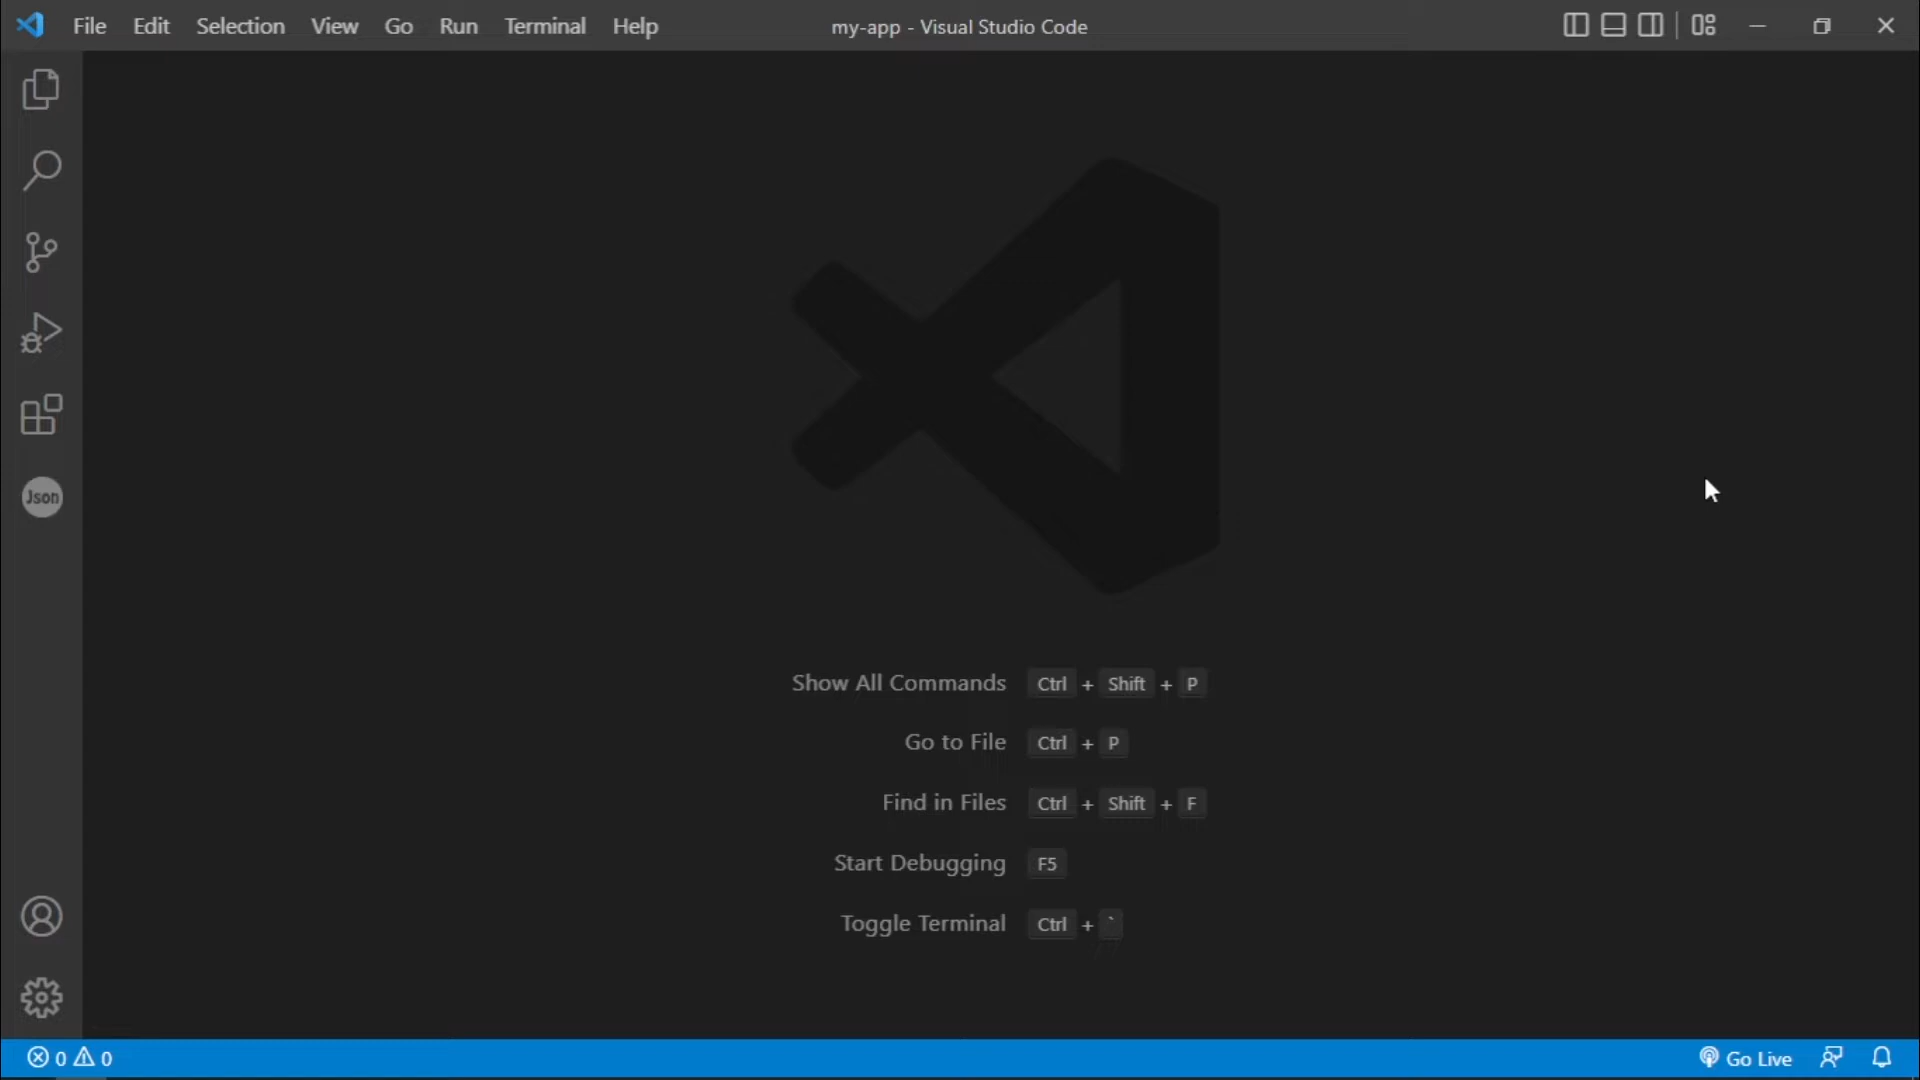 File Edit Selection View Go Run Terminal Help my-app - Visual Studio Code
Json
Show All Commands Ctrl + Shift + P
Go to File Ctrl + P
Find in Files Ctrl + Shift + F
Start Debugging F5
Toggle Terminal Ctrl + `
0 0 Go Live